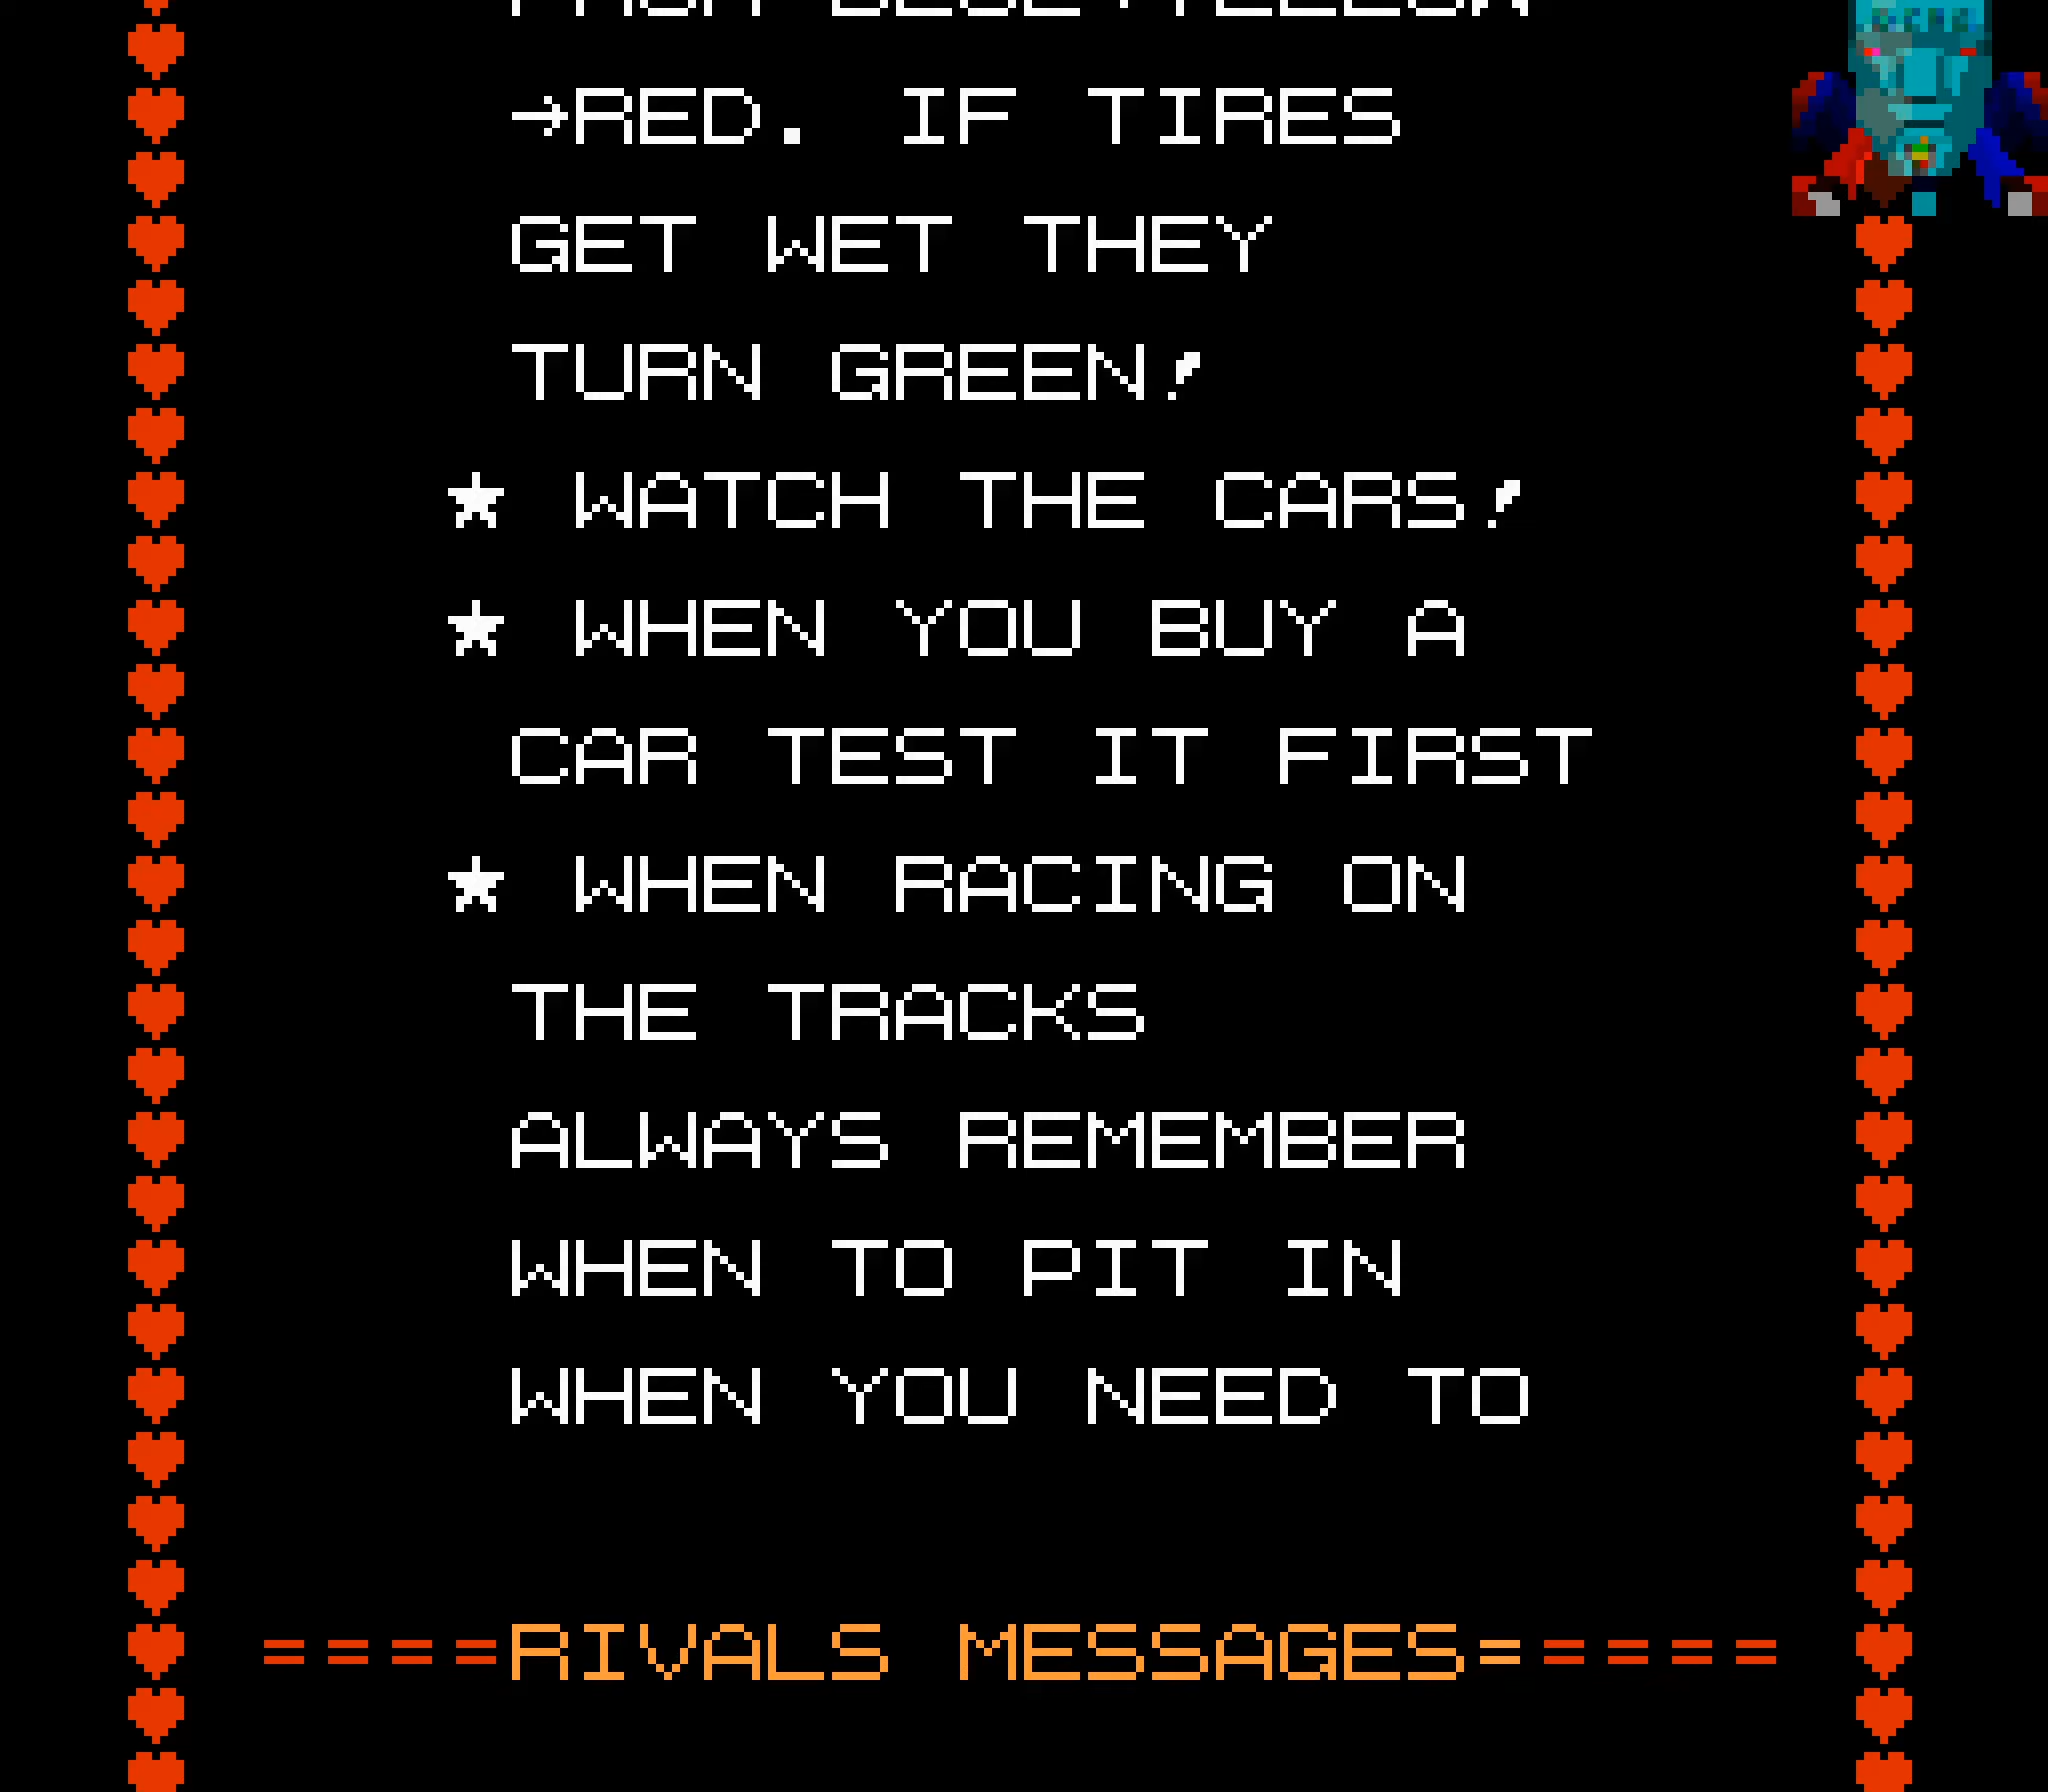 →RED. IF TIRES
GET WET THEY
TURN GREEN!
★ WATCH THE CARS!
★ WHEN YOU BUY A
CAR TEST IT FIRST
★ WHEN RACING ON
THE TRACKS
ALWAYS REMEMBER
WHEN TO PIT IN
WHEN YOU NEED TO
====RIVALS MESSAGES=====